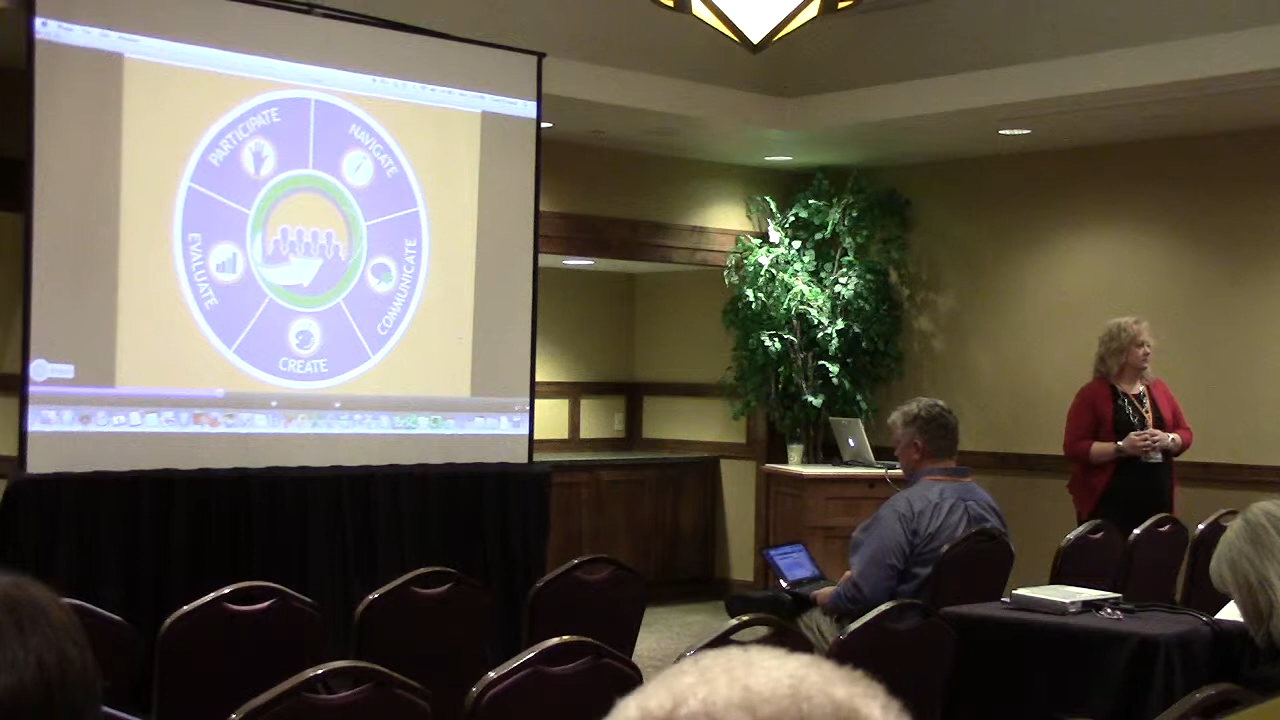 PARTICIPATE
NAVIGATE
EVALUATE
COMMUNICATE
CREATE